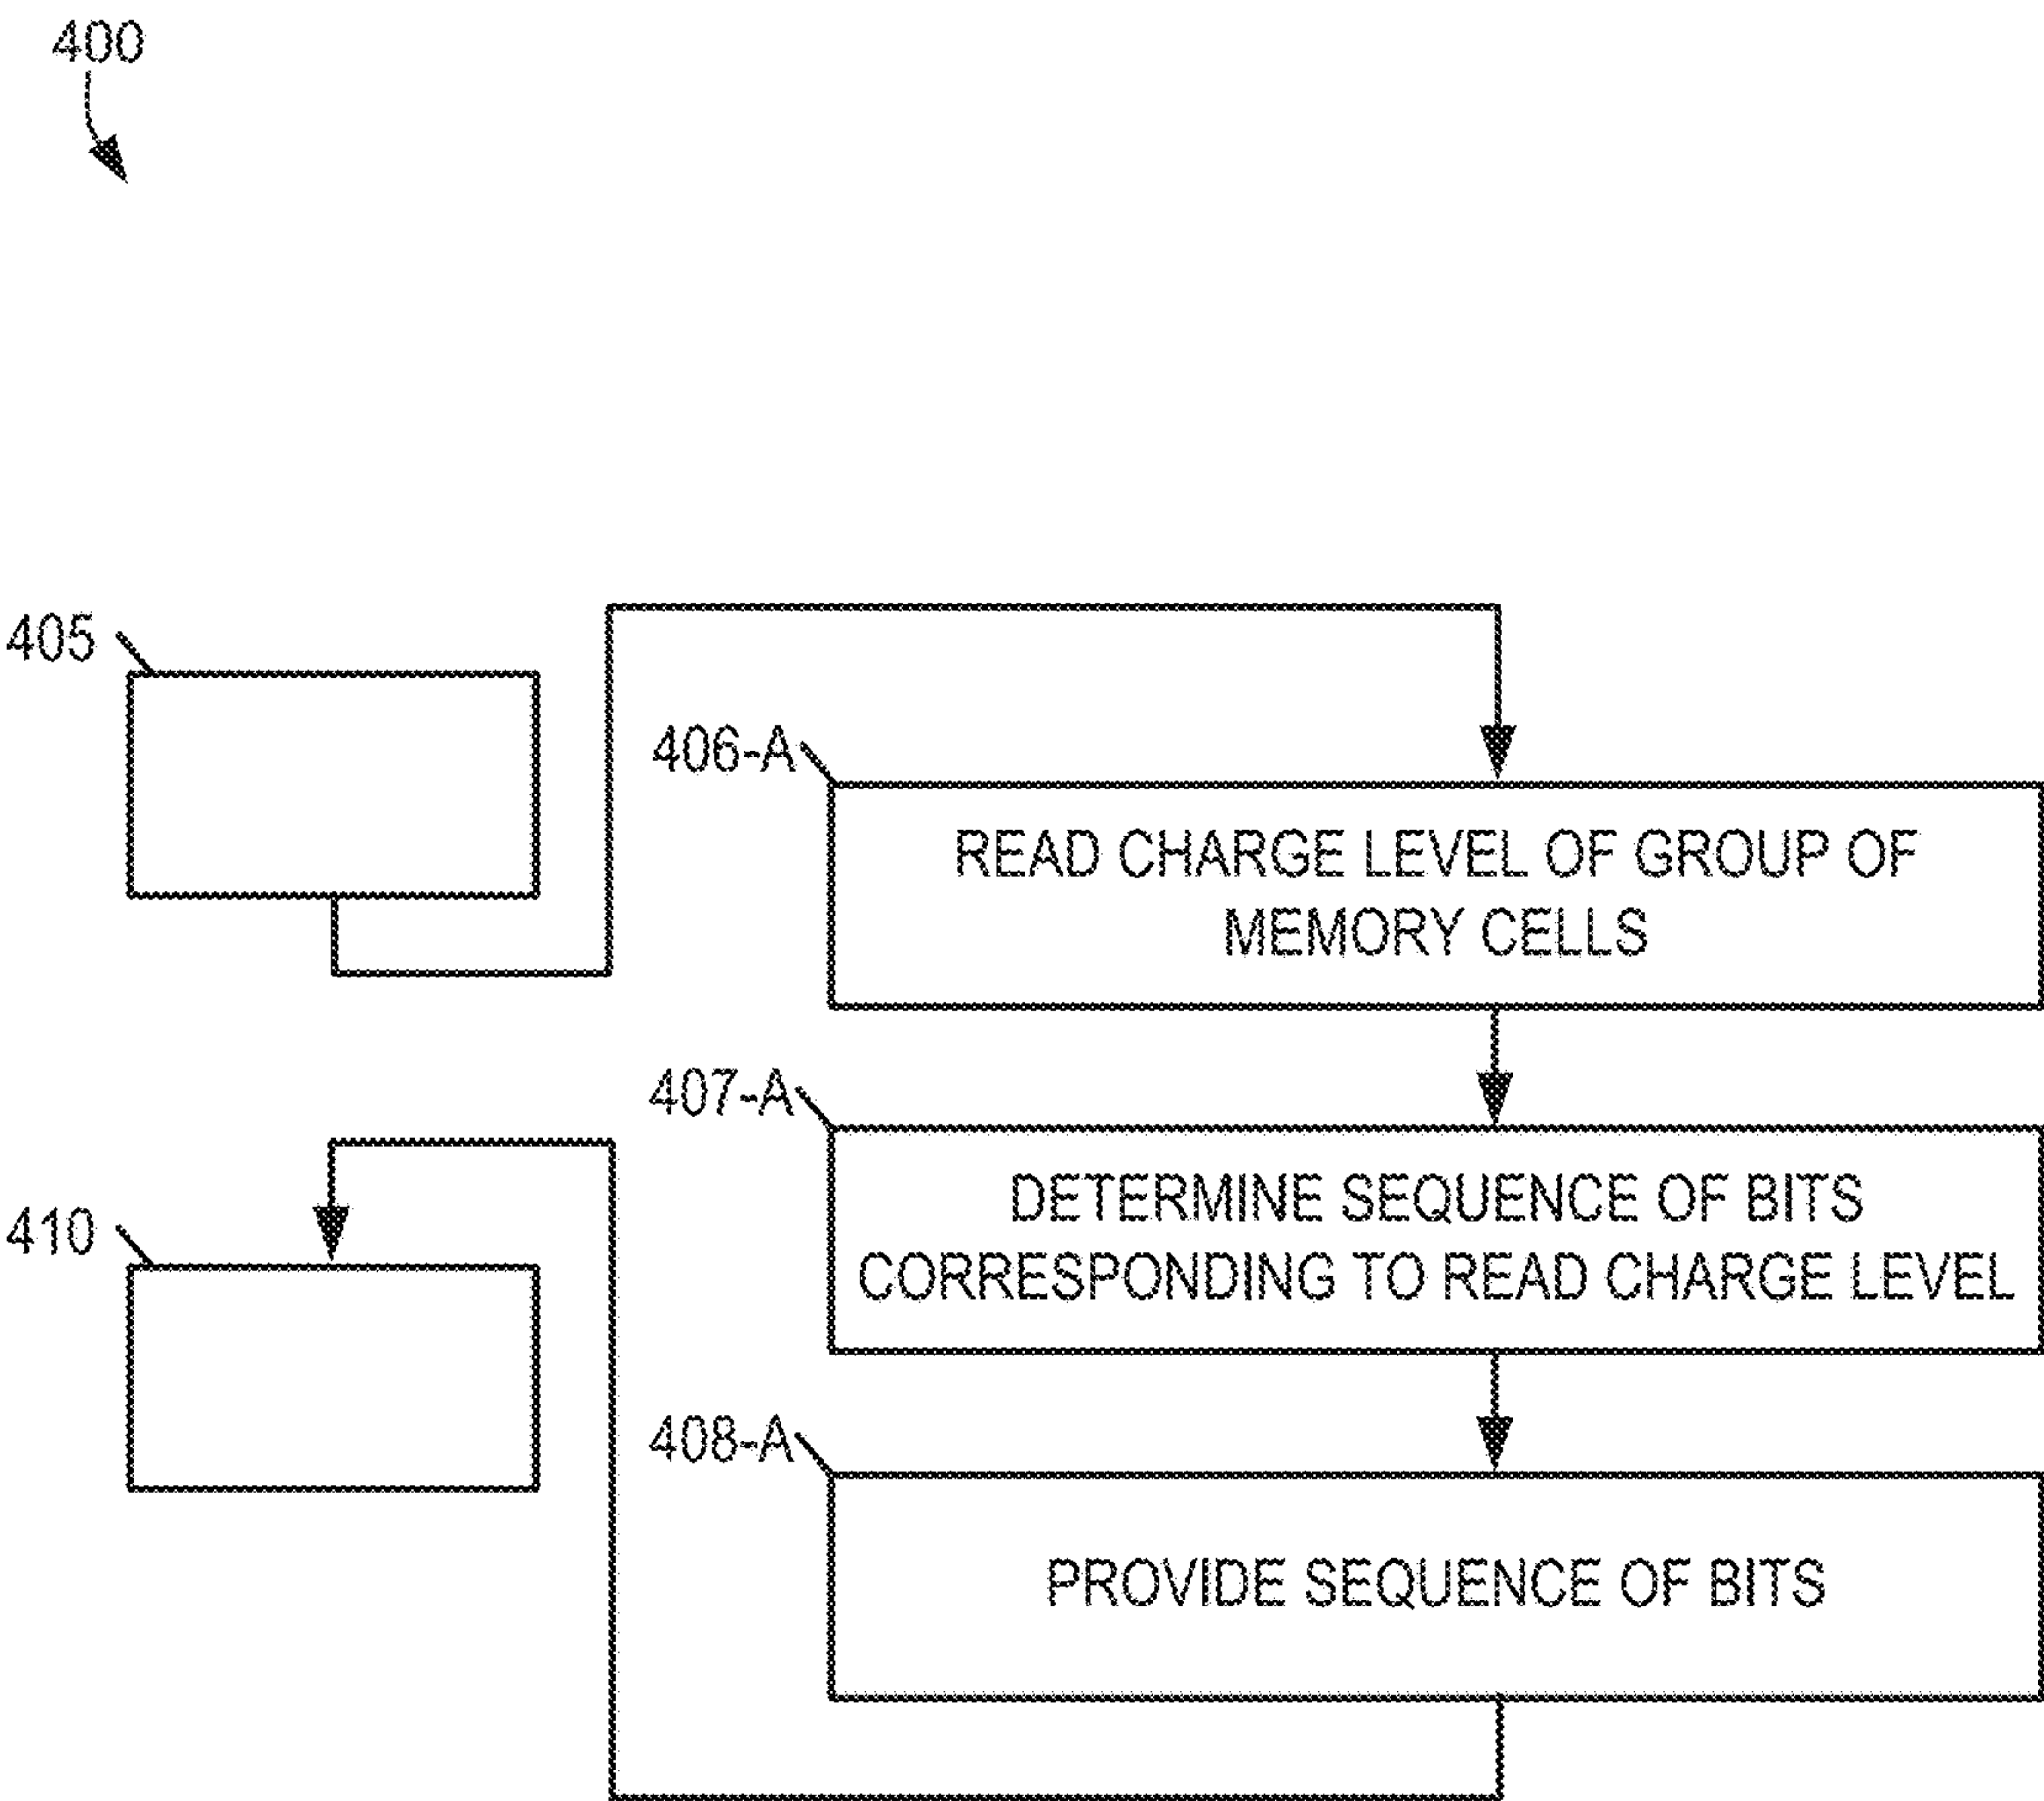 400
405
406-A
READ CHARGE LEVEL OF GROUP OF
MEMORY CELLS
407-A
DETERMINE SEQUENCE OF BITS
CORRESPONDING TO READ CHARGE LEVEL
410
408-A
PROVIDE SEQUENCE OF BITS